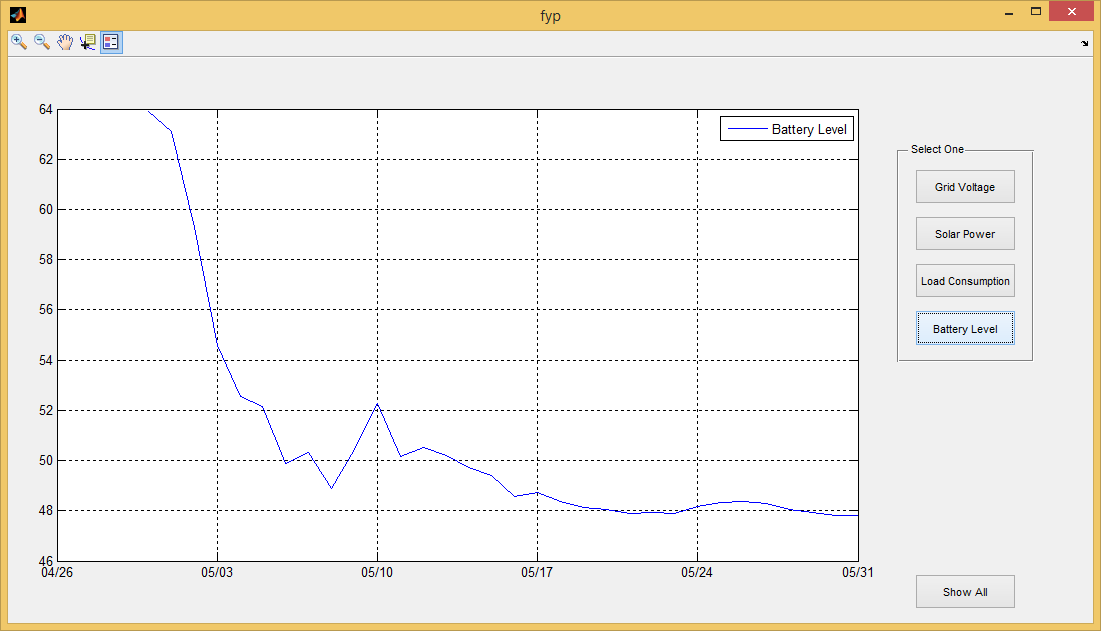 fyp
64
62
60
58
56
54
52
50
48
46
04/26 05/03 05/10 05/17 05/24 05/31
Battery Level
Select One
Grid Voltage
Solar Power
Load Consumption
Battery Level
Show All